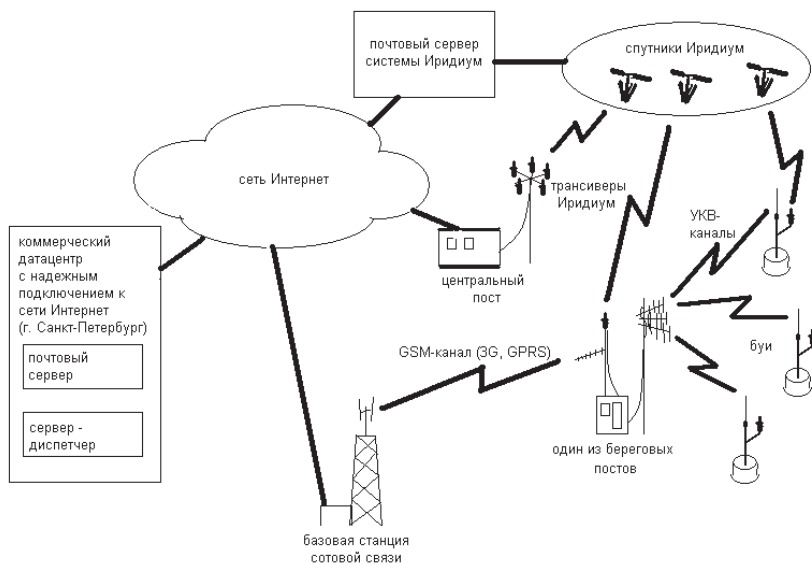 почтовый сервер
системы Иридиум
спутники Иридиум
сеть Интернет
трансиверы
Иридиум
УКВ-
каналы
коммерческий
датацентр
с надежным
подключением к
сети Интернет
(г. Санкт-Петербург)
центральный
пост
почтовый
сервер
GSM-канал (3G, GPRS)
буи
сервер -
диспетчер
один из береговых
постов
базовая станция
сотовой связи